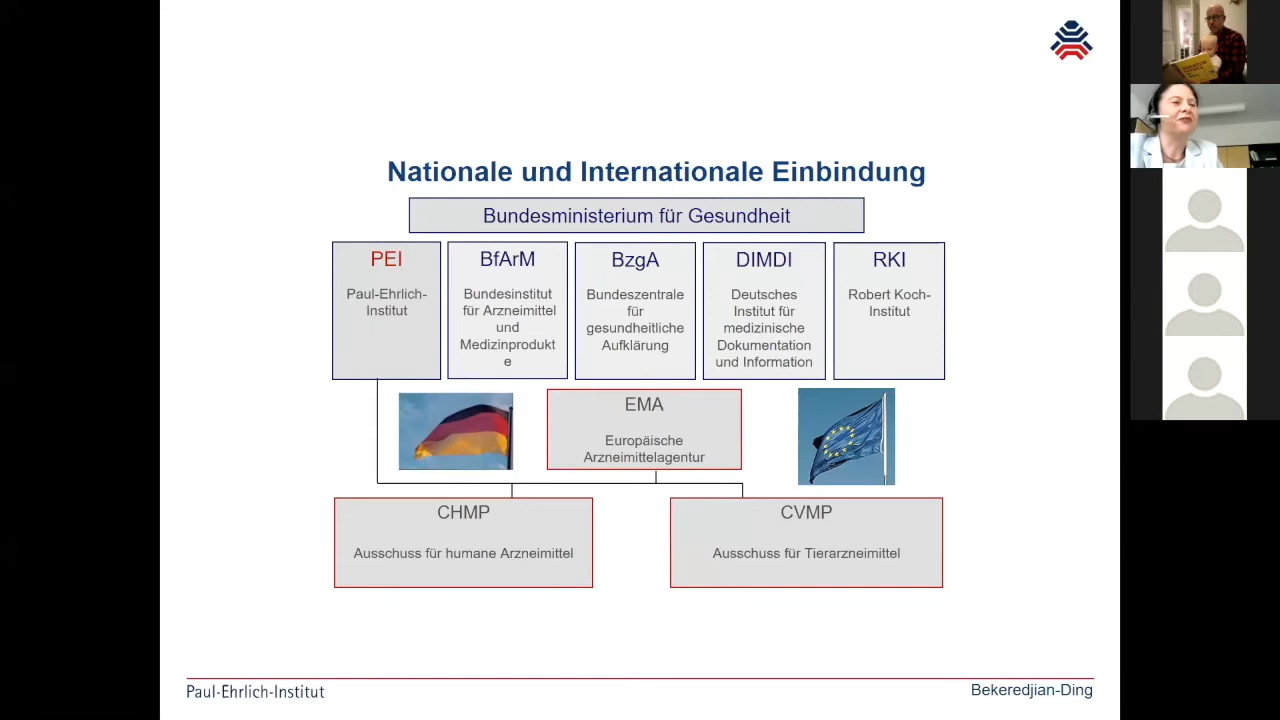 Nationale und Internationale Einbindung
Bundesministerium für Gesundheit
PEI
Paul-Ehrlich-
Institut
BfArM
Bundesinstitut
für Arzneimittel
und
Medizinprodukt
e
BzgA
Bundeszentrale
für
gesundheitliche
Aufklärung
DIMDI
Deutsches
Institut für
medizinische
Dokumentation
und Information
RKI
Robert Koch-
Institut
EMA
Europäische
Arzneimittelagentur
CHMP
Ausschuss für humane Arzneimittel
CVMP
Ausschuss für Tierarzneimittel
Paul-Ehrlich-Institut
Bekeredjian-Ding